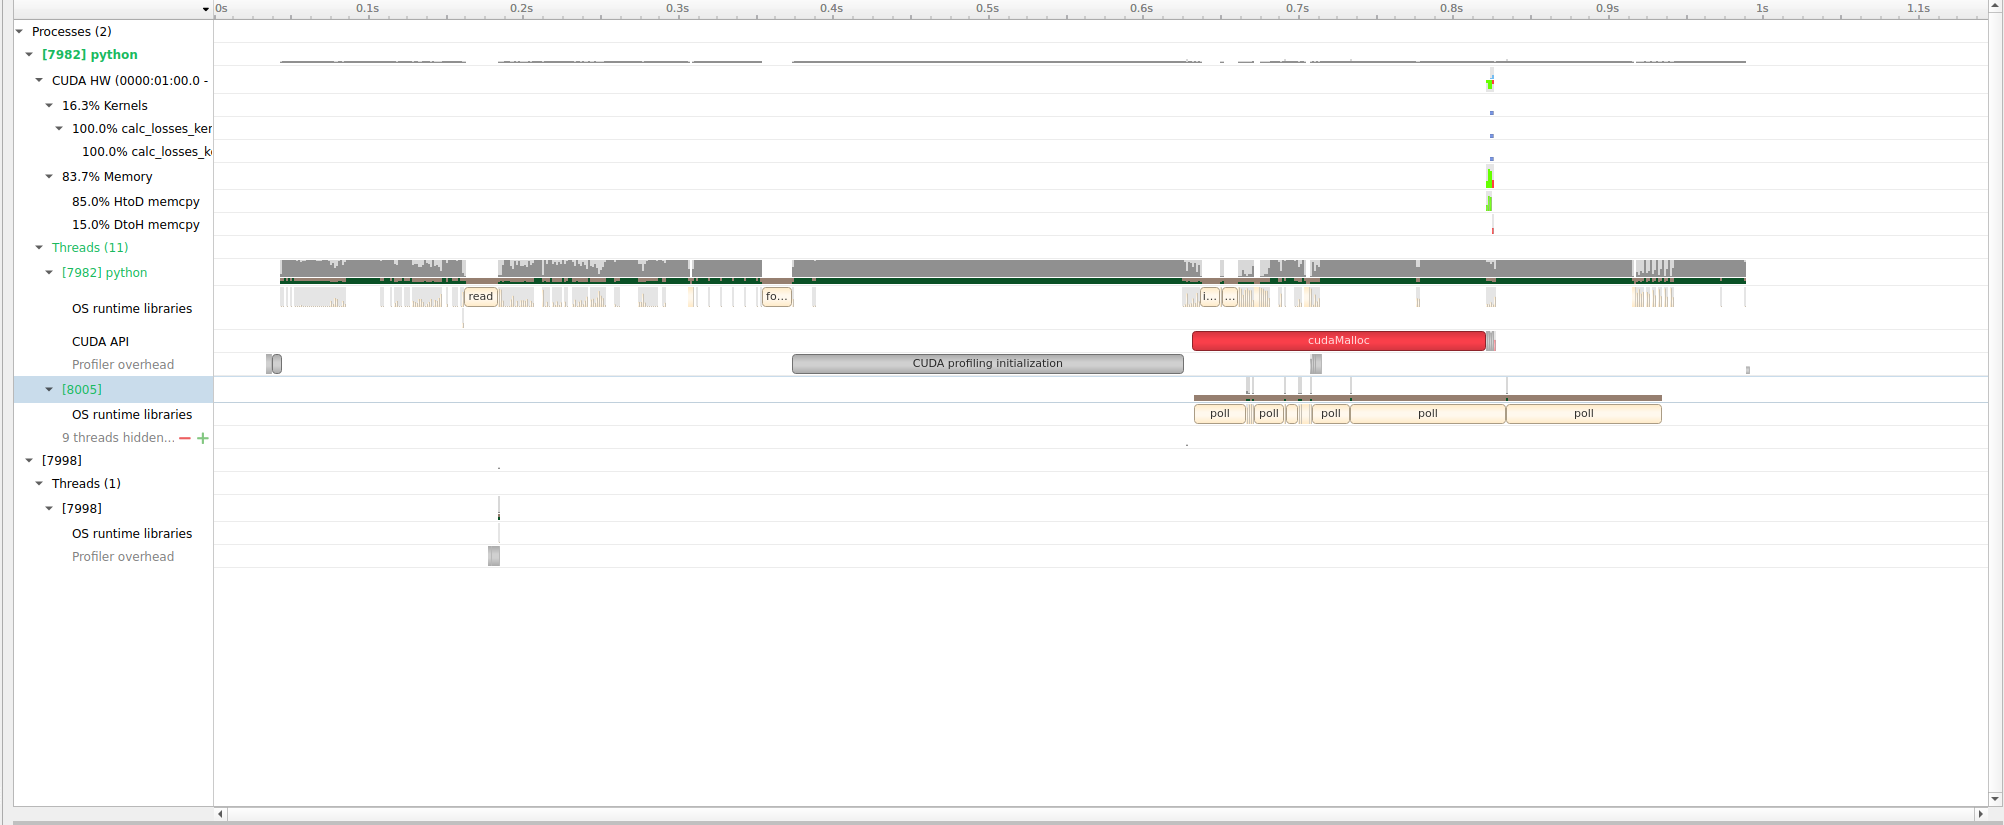 0s 0.1s 0.2s 0.3s 0.4s 0.5s 0.6s 0.7s 0.8s 0.9s 1s 1.1s
Processes (2)
[7982] python
CUDA HW (0000:01:00.0 -
16.3% Kernels
100.0% calc_losses_ker
100.0% calc_losses_k
83.7% Memory
85.0% HtoD memcpy
15.0% DtoH memcpy
Threads (11)
[7982] python
OS runtime libraries read fo... i... ...
CUDA API cudaMalloc
Profiler overhead CUDA profiling initialization
[8005]
OS runtime libraries poll poll poll poll poll
9 threads hidden...
[7998]
Threads (1)
[7998]
OS runtime libraries
Profiler overhead